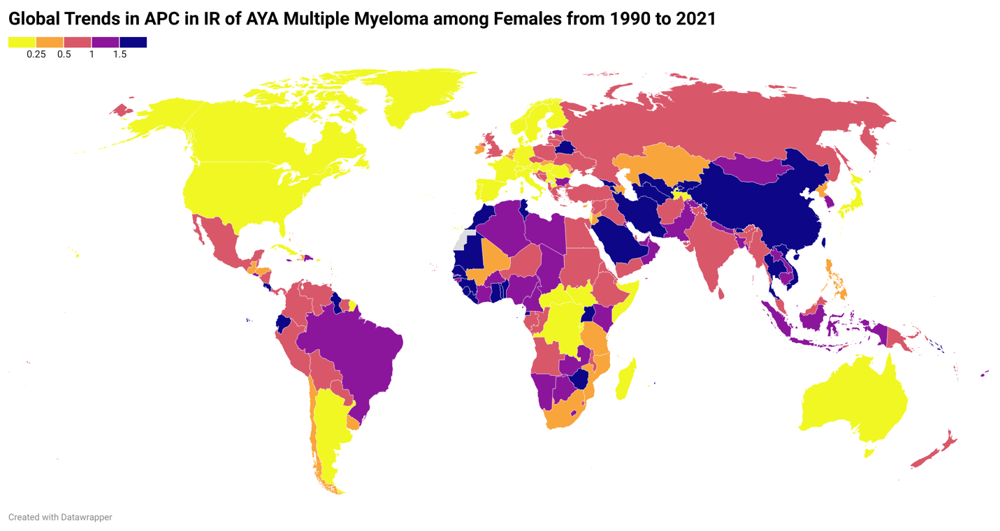 Global Trends in APC in IR of AYA Multiple Myeloma among Females from 1990 to 2021
0.25 0.5 1 1.5
Created with Datawrapper